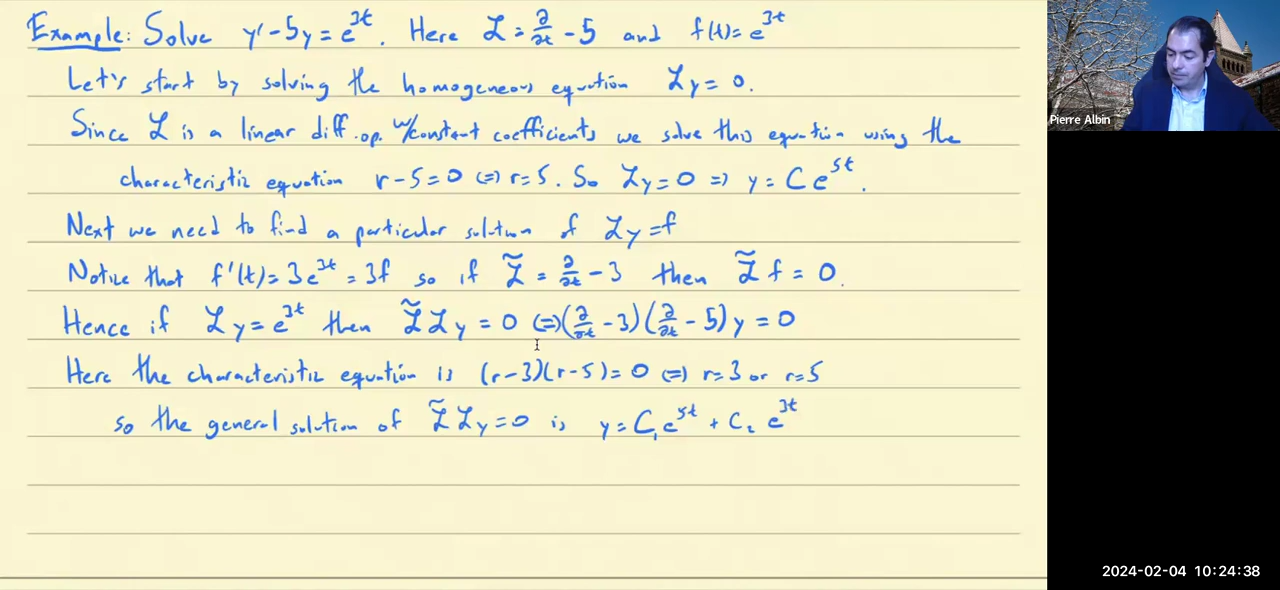 Example: Solve y'-5y = e^{3t}. Here ℒ = ∂/∂t - 5 and f(t) = e^{3t}
Let's start by solving the homogeneous equation ℒy = 0.
Since ℒ is a linear diff. op. w/constant coefficients we solve this equation using the
characteristic equation r-5=0 ⇔ r=5. So ℒy=0 ⇒ y = C e^{5t}.
Next we need to find a particular solution of ℒy = f
Notice that f'(t) = 3e^{3t} = 3f so if ℒ̃ = ∂/∂t - 3 then ℒ̃ f = 0.
Hence if ℒy = e^{3t} then ℒ̃ℒy = 0 ⇔ (∂/∂t - 3)(∂/∂t - 5)y = 0
Here the characteristic equation is (r-3)(r-5) = 0 ⇔ r=3 or r=5
so the general solution of ℒ̃ℒy = 0 is y = C₁e^{5t} + C₂ e^{3t}
Pierre Albin
2024-02-04 10:24:38